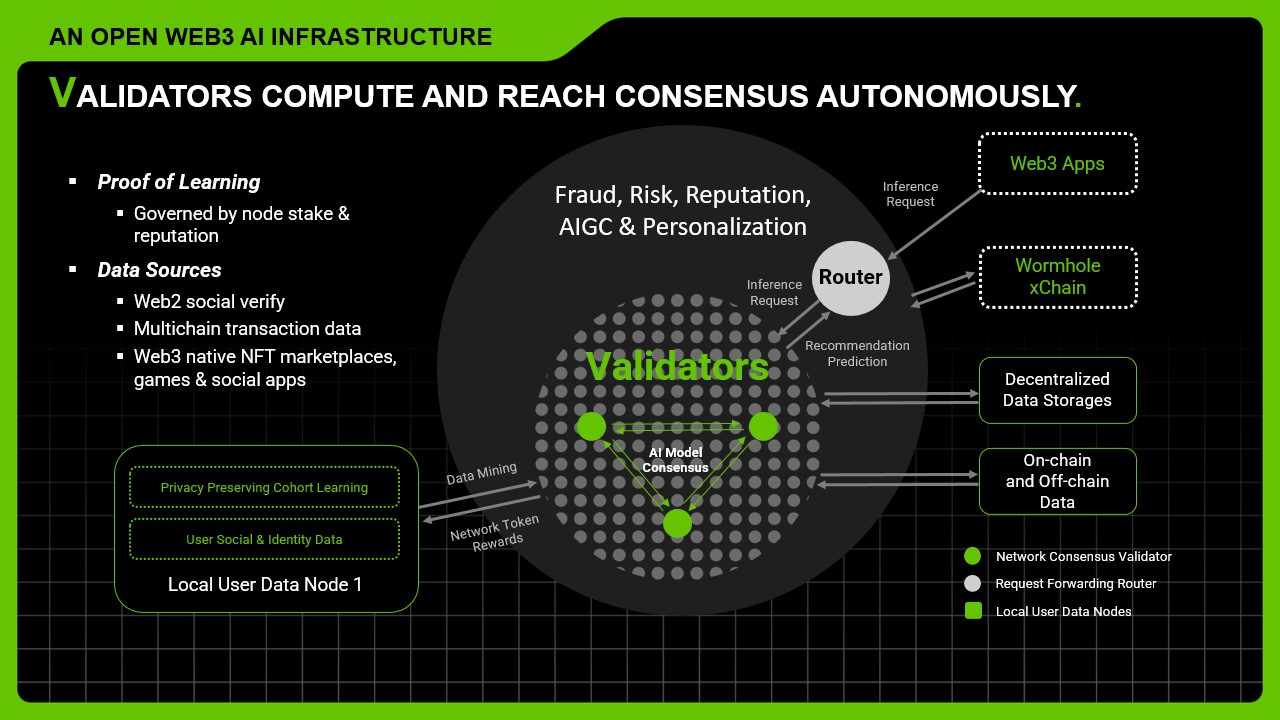 AN OPEN WEB3 AI INFRASTRUCTURE
VALIDATORS COMPUTE AND REACH CONSENSUS AUTONOMOUSLY.
▪ Proof of Learning
▪ Governed by node stake &
reputation
▪ Data Sources
▪ Web2 social verify
▪ Multichain transaction data
▪ Web3 native NFT marketplaces,
games & social apps
Privacy Preserving Cohort Learning
User Social & Identity Data
Local User Data Node 1
Data Mining
Network Token
Rewards
Fraud, Risk, Reputation,
AIGC & Personalization
Validators
AI Model
Consensus
Inference
Request
Router
Recommendation
Prediction
Inference
Request
Web3 Apps
Wormhole
xChain
Decentralized
Data Storages
On-chain
and Off-chain
Data
Network Consensus Validator
Request Forwarding Router
Local User Data Nodes